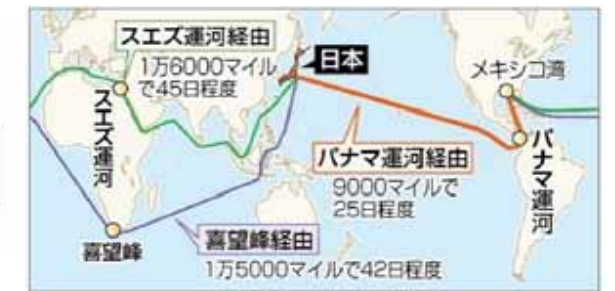 スエズ運河経由
1万6000マイル
で45日程度
日本
メキシコ湾
スエズ運河
パナマ運河経由
9000マイルで
25日程度
パナマ運河
喜望峰
喜望峰経由
1万5000マイルで42日程度